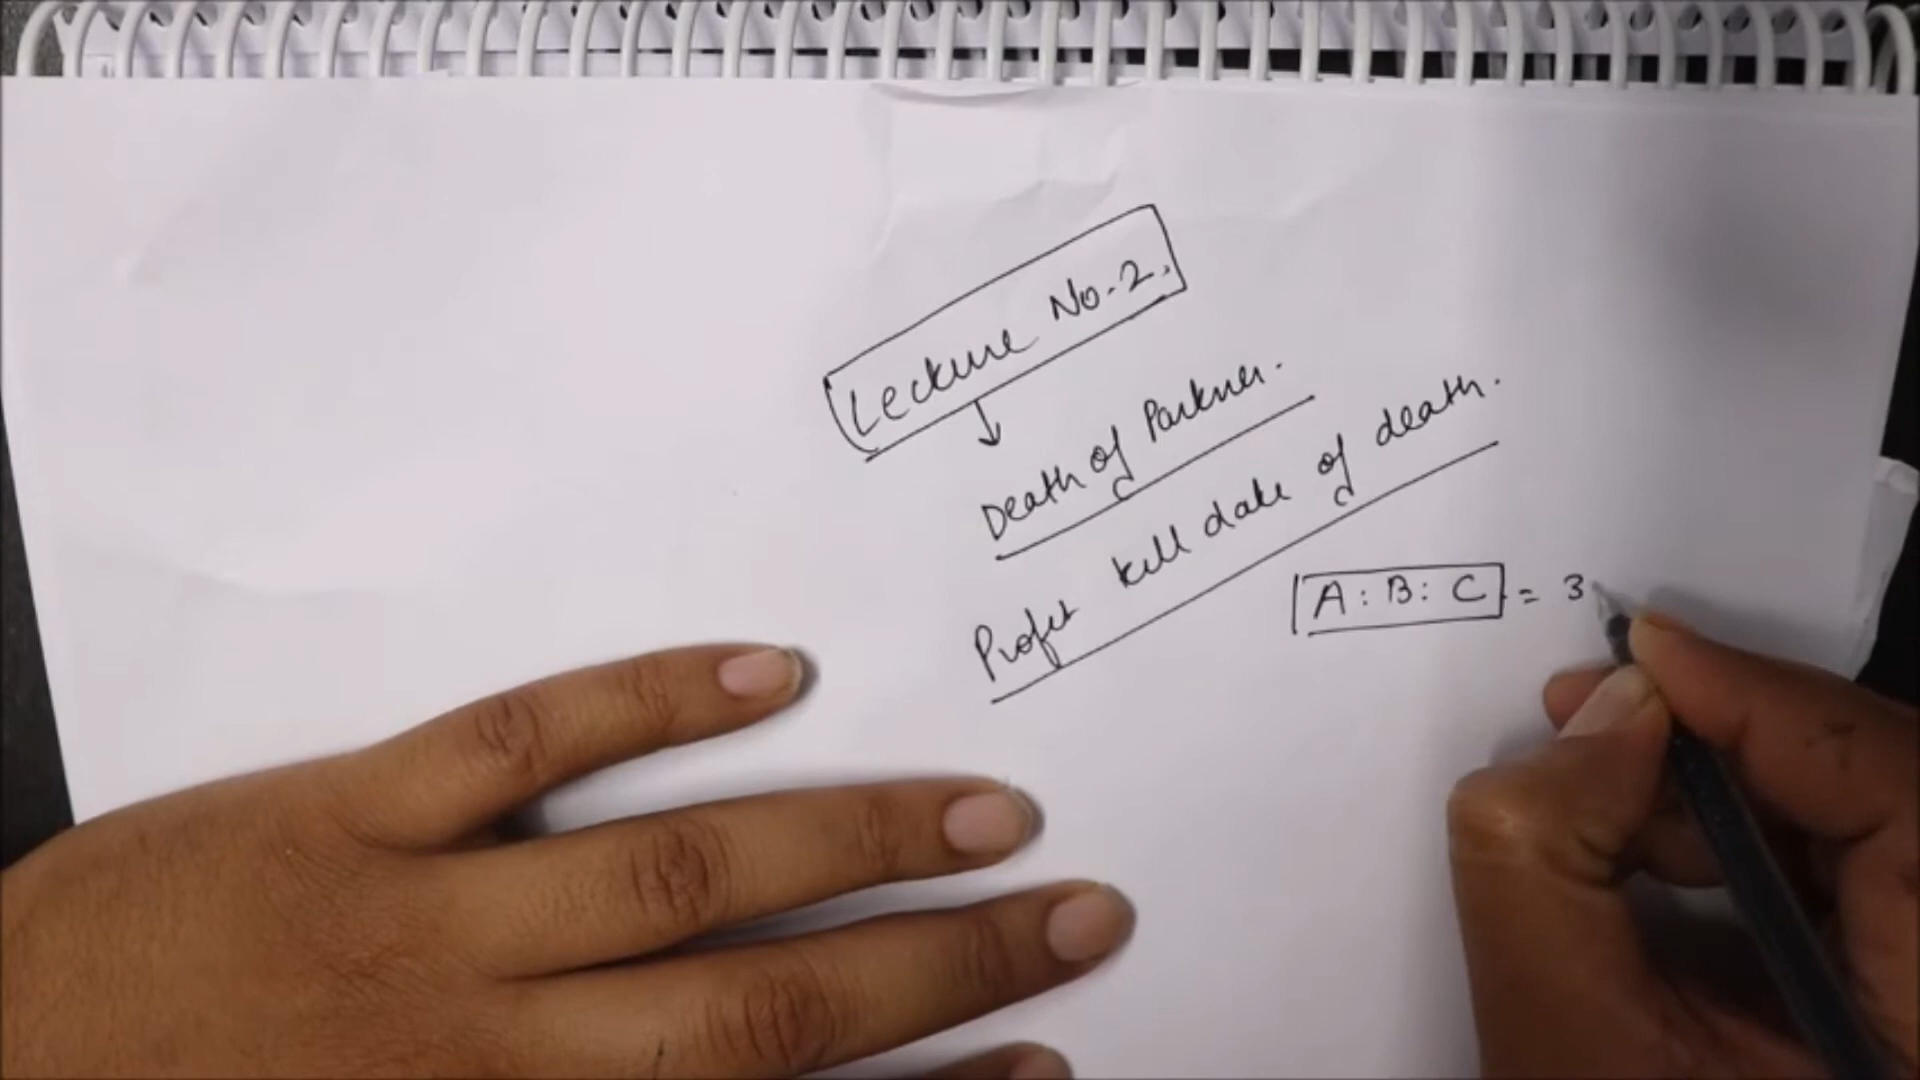 Lecture No.2.
Death of Partner.
Profit till date of death.
A : B : C = 3